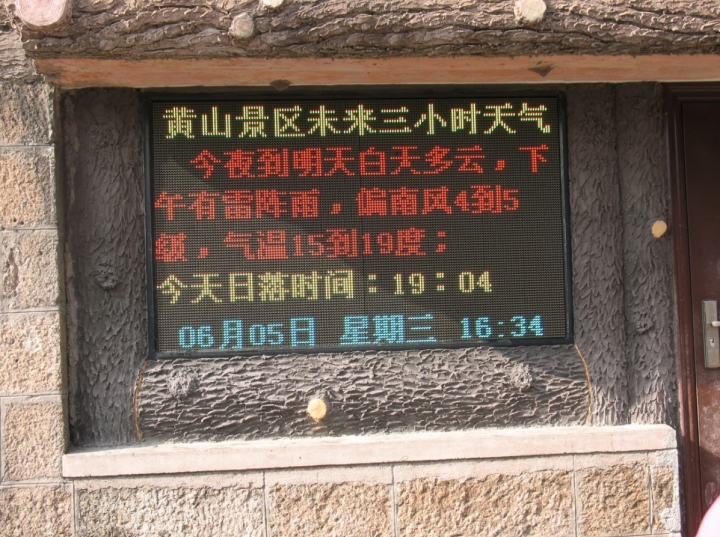 黄山景区未来三小时天气
今夜到明天白天多云，下
午有雷阵雨，偏南风4到5
级，气温15到19度；
今天日落时间：19：04
06月05日 星期三 16:34